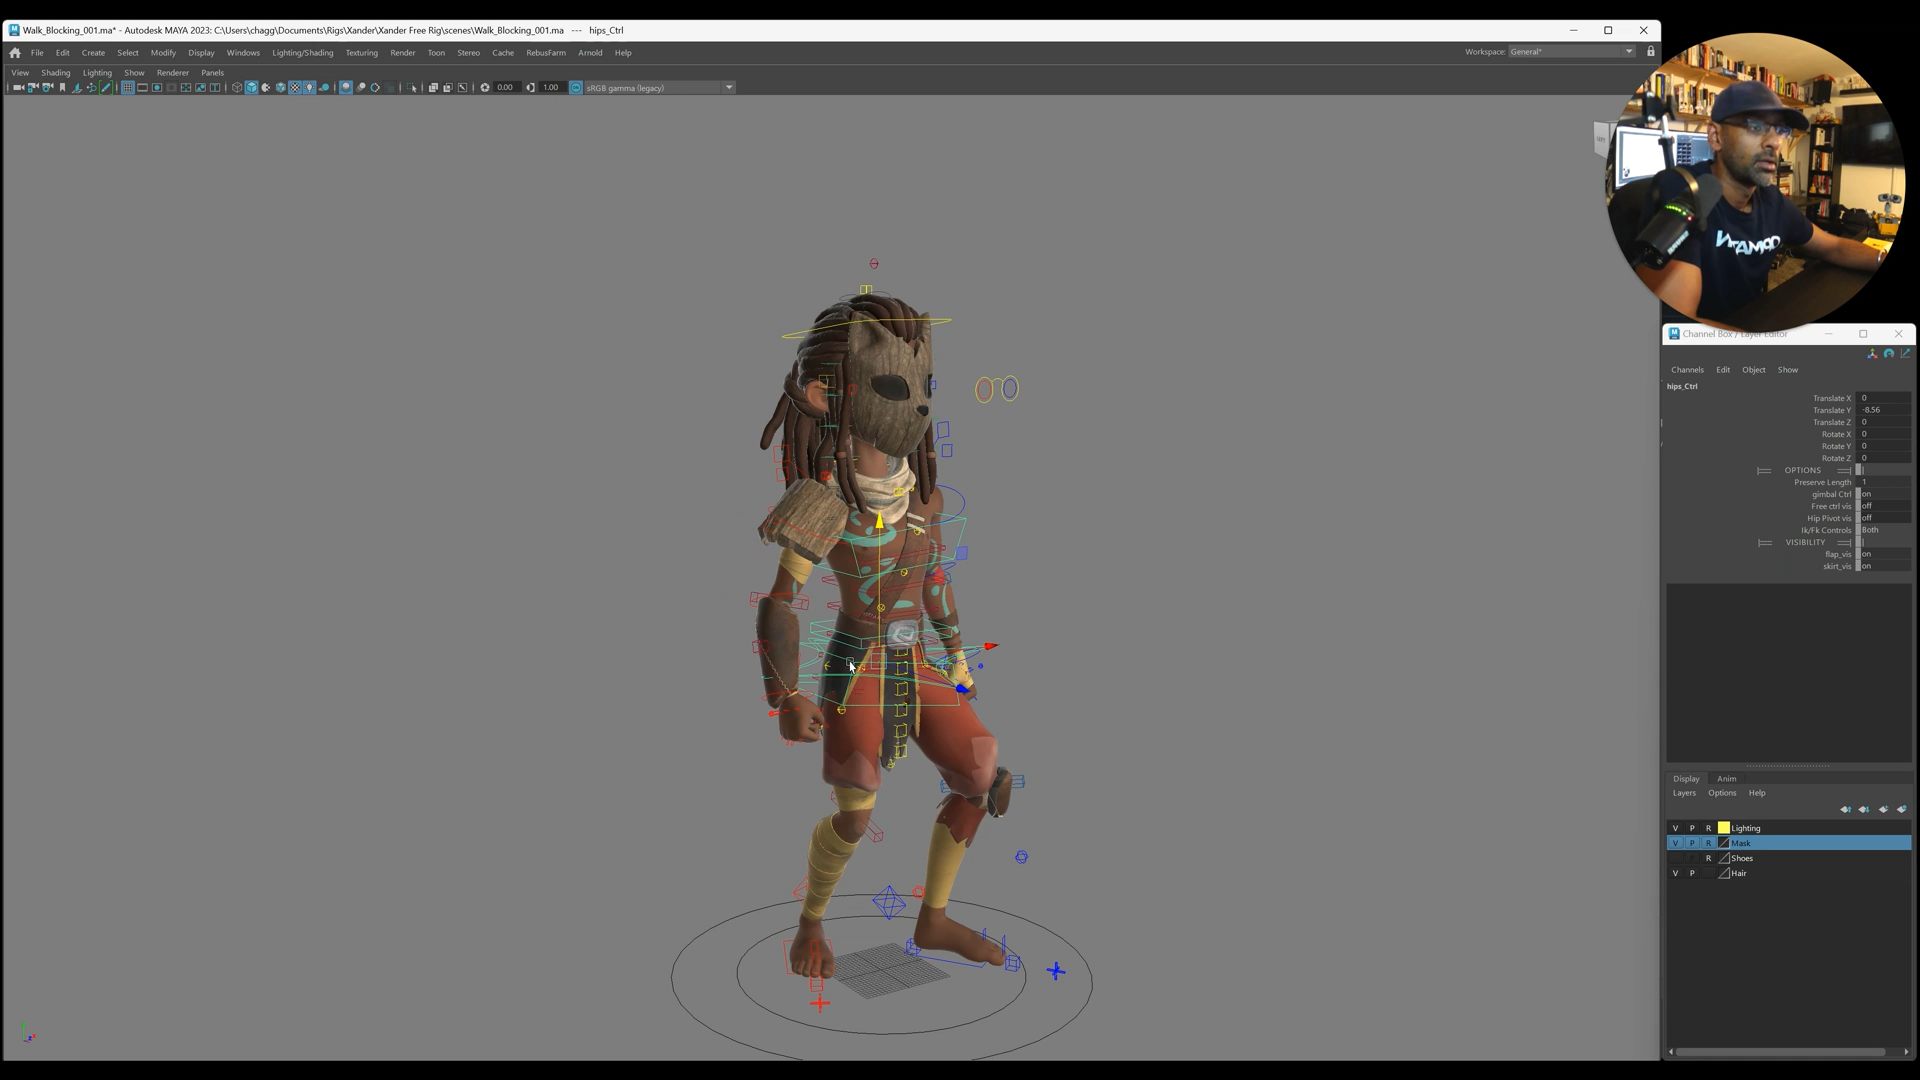 Walk_Blocking_001.ma* - Autodesk MAYA 2023: C:\Users\chagg\Documents\Rigs\Xander\Xander Free Rig\scenes\Walk_Blocking_001.ma   ---   hips_Ctrl
File Edit Create Select Modify Display Windows Lighting/Shading Texturing Render Toon Stereo Cache RebusFarm Arnold Help
Workspace: General*
View Shading Lighting Show Renderer Panels
0.00 1.00 sRGB gamma (legacy)
Channel Box / Layer Editor
Channels Edit Object Show
hips_Ctrl
Translate X 0
Translate Y -8.56
Translate Z 0
Rotate X 0
Rotate Y 0
Rotate Z 0
OPTIONS
Preserve Length 1
gimbal Ctrl on
Free ctrl vis off
Hip Pivot vis off
Ik/Fk Controls Both
VISIBILITY
flap_vis on
skirt_vis on
Display Anim
Layers Options Help
V P R Lighting
V P R Mask
R Shoes
V P Hair